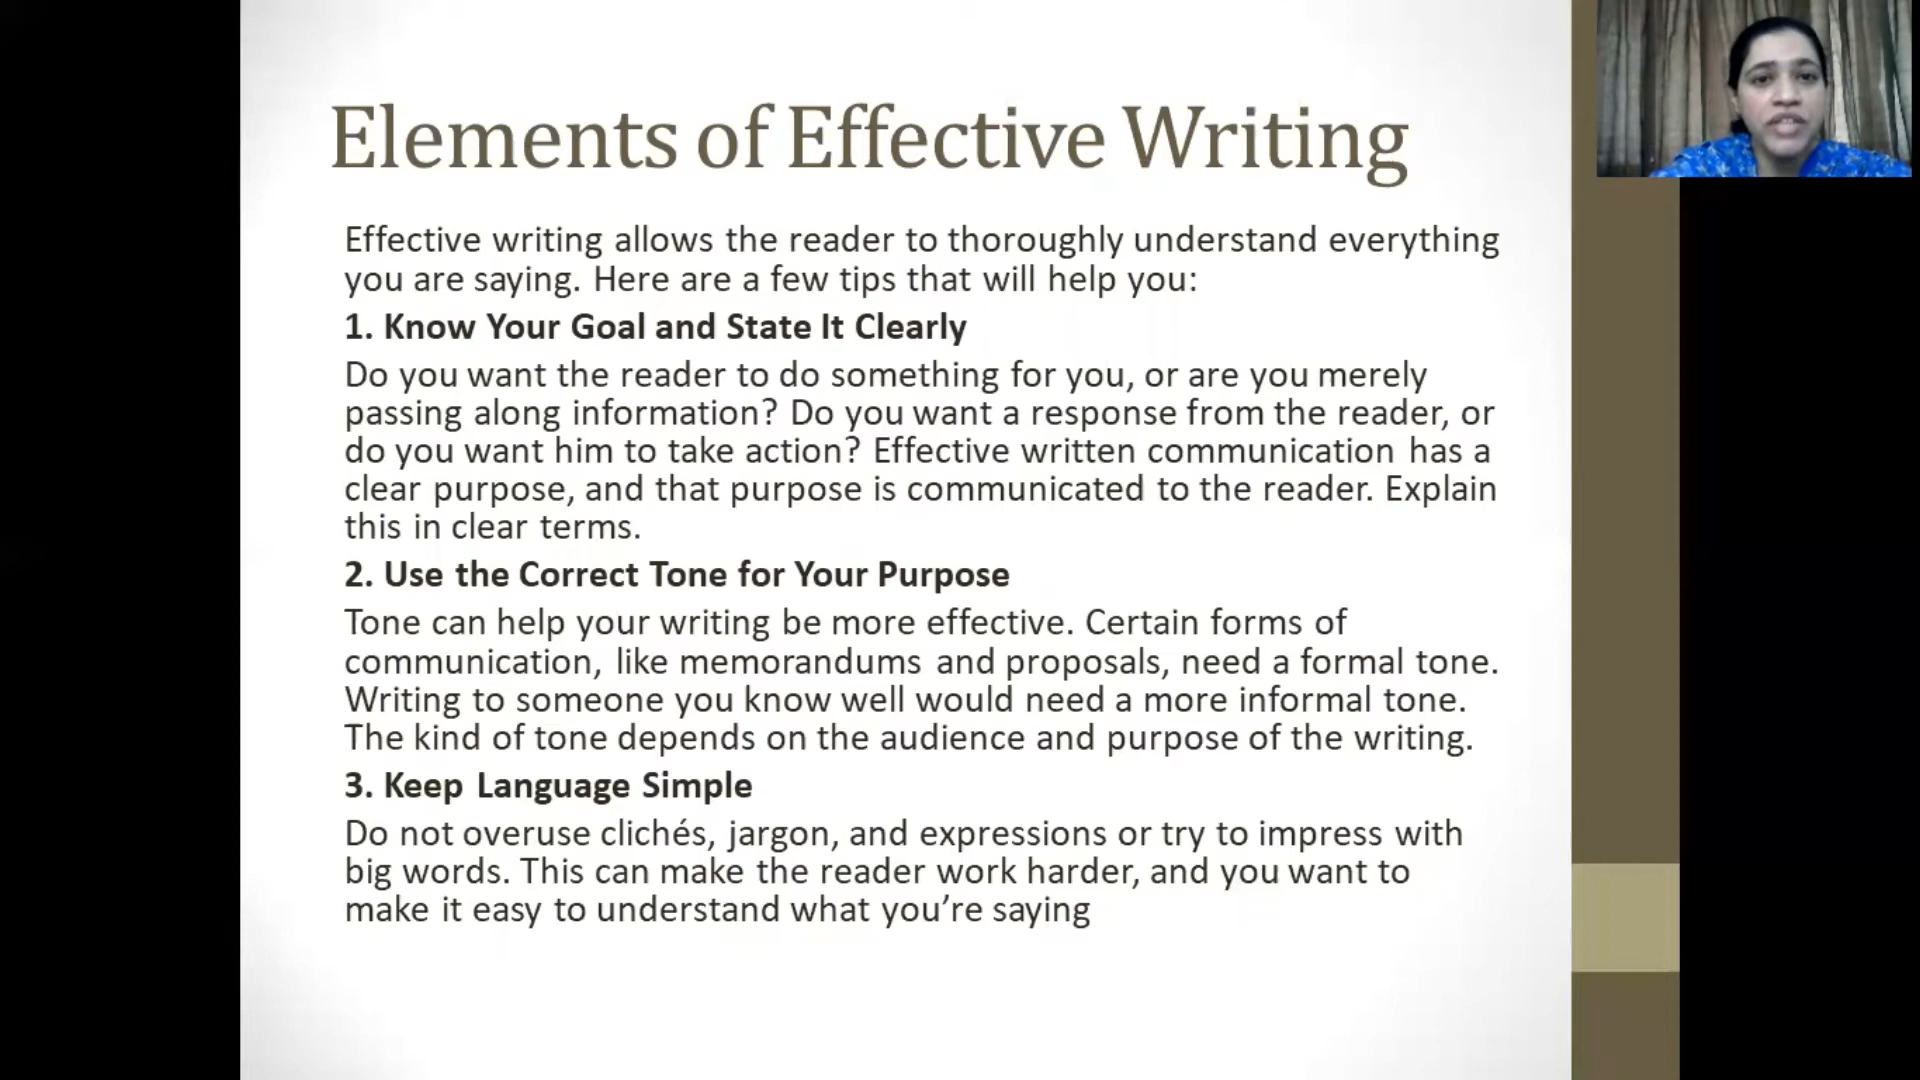 Elements of Effective Writing
Effective writing allows the reader to thoroughly understand everything
you are saying. Here are a few tips that will help you:
1. Know Your Goal and State It Clearly
Do you want the reader to do something for you, or are you merely
passing along information? Do you want a response from the reader, or
do you want him to take action? Effective written communication has a
clear purpose, and that purpose is communicated to the reader. Explain
this in clear terms.
2. Use the Correct Tone for Your Purpose
Tone can help your writing be more effective. Certain forms of
communication, like memorandums and proposals, need a formal tone.
Writing to someone you know well would need a more informal tone.
The kind of tone depends on the audience and purpose of the writing.
3. Keep Language Simple
Do not overuse clichés, jargon, and expressions or try to impress with
big words. This can make the reader work harder, and you want to
make it easy to understand what you’re saying